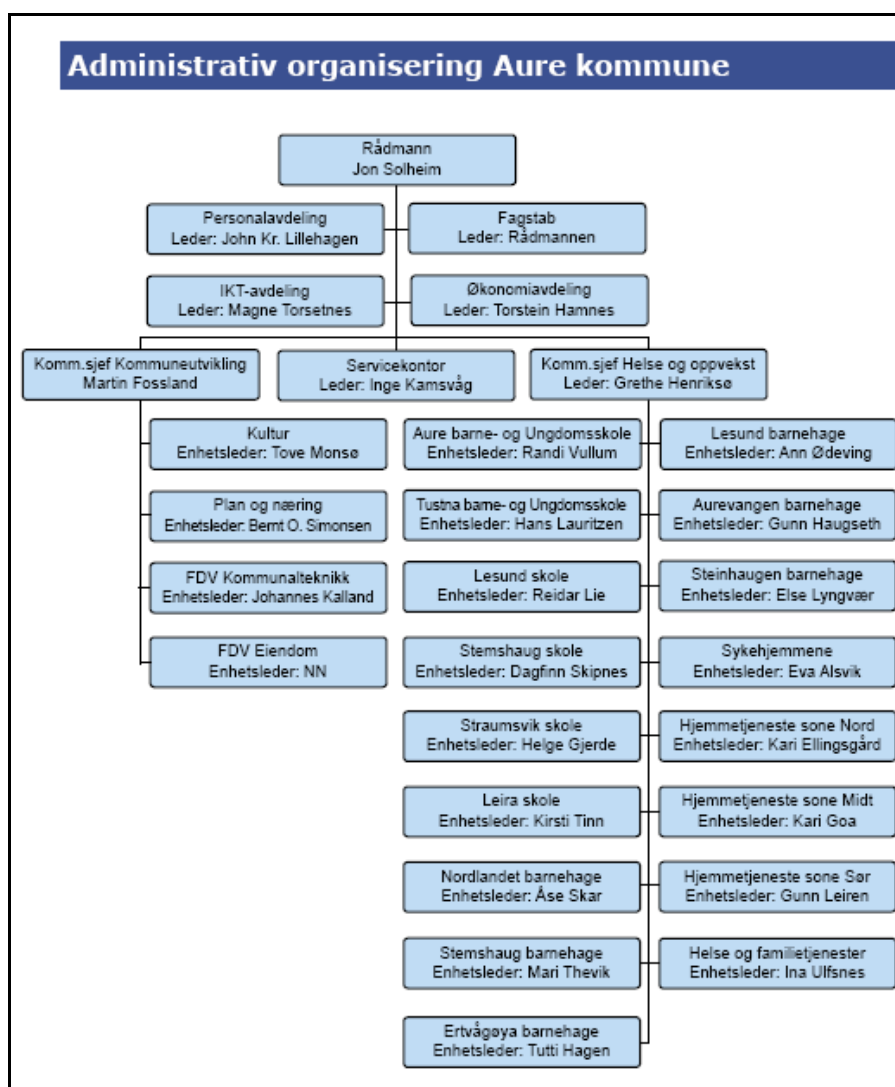 Administrativ organisering Aure kommune
Rådmann
Jon Solheim
Personalavdeling
Leder: John Kr. Lillehagen
Fagstab
Leder: Rådmannen
IKT-avdeling
Leder: Magne Torsetnes
Økonomiavdeling
Leder: Torstein Hamnes
Komm.sjef Kommuneutvikling
Martin Fossland
Servicekontor
Leder: Inge Kamsvåg
Komm.sjef Helse og oppvekst
Leder: Grethe Henriksø
Kultur
Enhetsleder: Tove Monsø
Plan og næring
Enhetsleder: Bernt O. Simonsen
FDV Kommunalteknikk
Enhetsleder: Johannes Kalland
FDV Eiendom
Enhetsleder: NN
Aure barne- og Ungdomsskole
Enhetsleder: Randi Vullum
Tustna barne- og Ungdomsskole
Enhetsleder: Hans Lauritzen
Lesund skole
Enhetsleder: Reidar Lie
Stemshaug skole
Enhetsleder: Dagfinn Skipnes
Straumsvik skole
Enhetsleder: Helge Gjerde
Leira skole
Enhetsleder: Kirsti Tinn
Nordlandet barnehage
Enhetsleder: Åse Skar
Stemshaug barnehage
Enhetsleder: Mari Thevik
Ertvågøya barnehage
Enhetsleder: Tutti Hagen
Lesund barnehage
Enhetsleder: Ann Ødeving
Aurevangen barnehage
Enhetsleder: Gunn Haugseth
Steinhaugen barnehage
Enhetsleder: Else Lyngvær
Sykehjemmene
Enhetsleder: Eva Alsvik
Hjemmetjeneste sone Nord
Enhetsleder: Kari Ellingsgård
Hjemmetjeneste sone Midt
Enhetsleder: Kari Goa
Hjemmetjeneste sone Sør
Enhetsleder: Gunn Leiren
Helse og familietjenester
Enhetsleder: Ina Ulfsnes